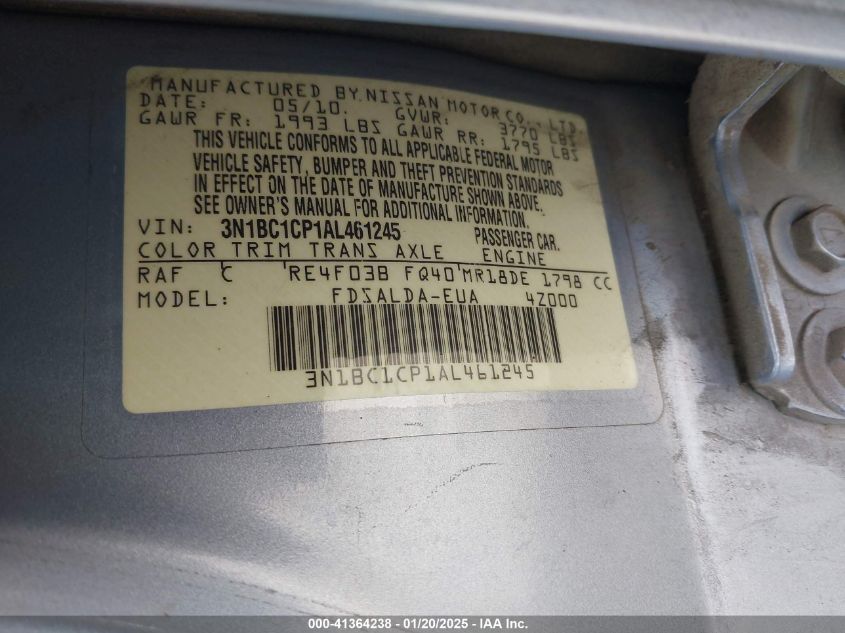 MANUFACTURED BY NISSAN MOTOR CO., LTD
DATE: 05/10. GVWR: 3770 LBS
GAWR FR: 1993 LBS GAWR RR: 1795 LBS
THIS VEHICLE CONFORMS TO ALL APPLICABLE FEDERAL MOTOR
VEHICLE SAFETY, BUMPER AND THEFT PREVENTION STANDARDS
IN EFFECT ON THE DATE OF MANUFACTURE SHOWN ABOVE.
SEE OWNER'S MANUAL FOR ADDITIONAL INFORMATION.
VIN: 3N1BC1CP1AL461245 PASSENGER CAR.
COLOR TRIM TRANS AXLE ENGINE
RAF C RE4F03B FQ40 MR18DE 1798 CC
MODEL: FDSALDA-EUA 4Z000
3N1BC1CP1AL461245
000-41364238 - 01/20/2025 - IAA Inc.